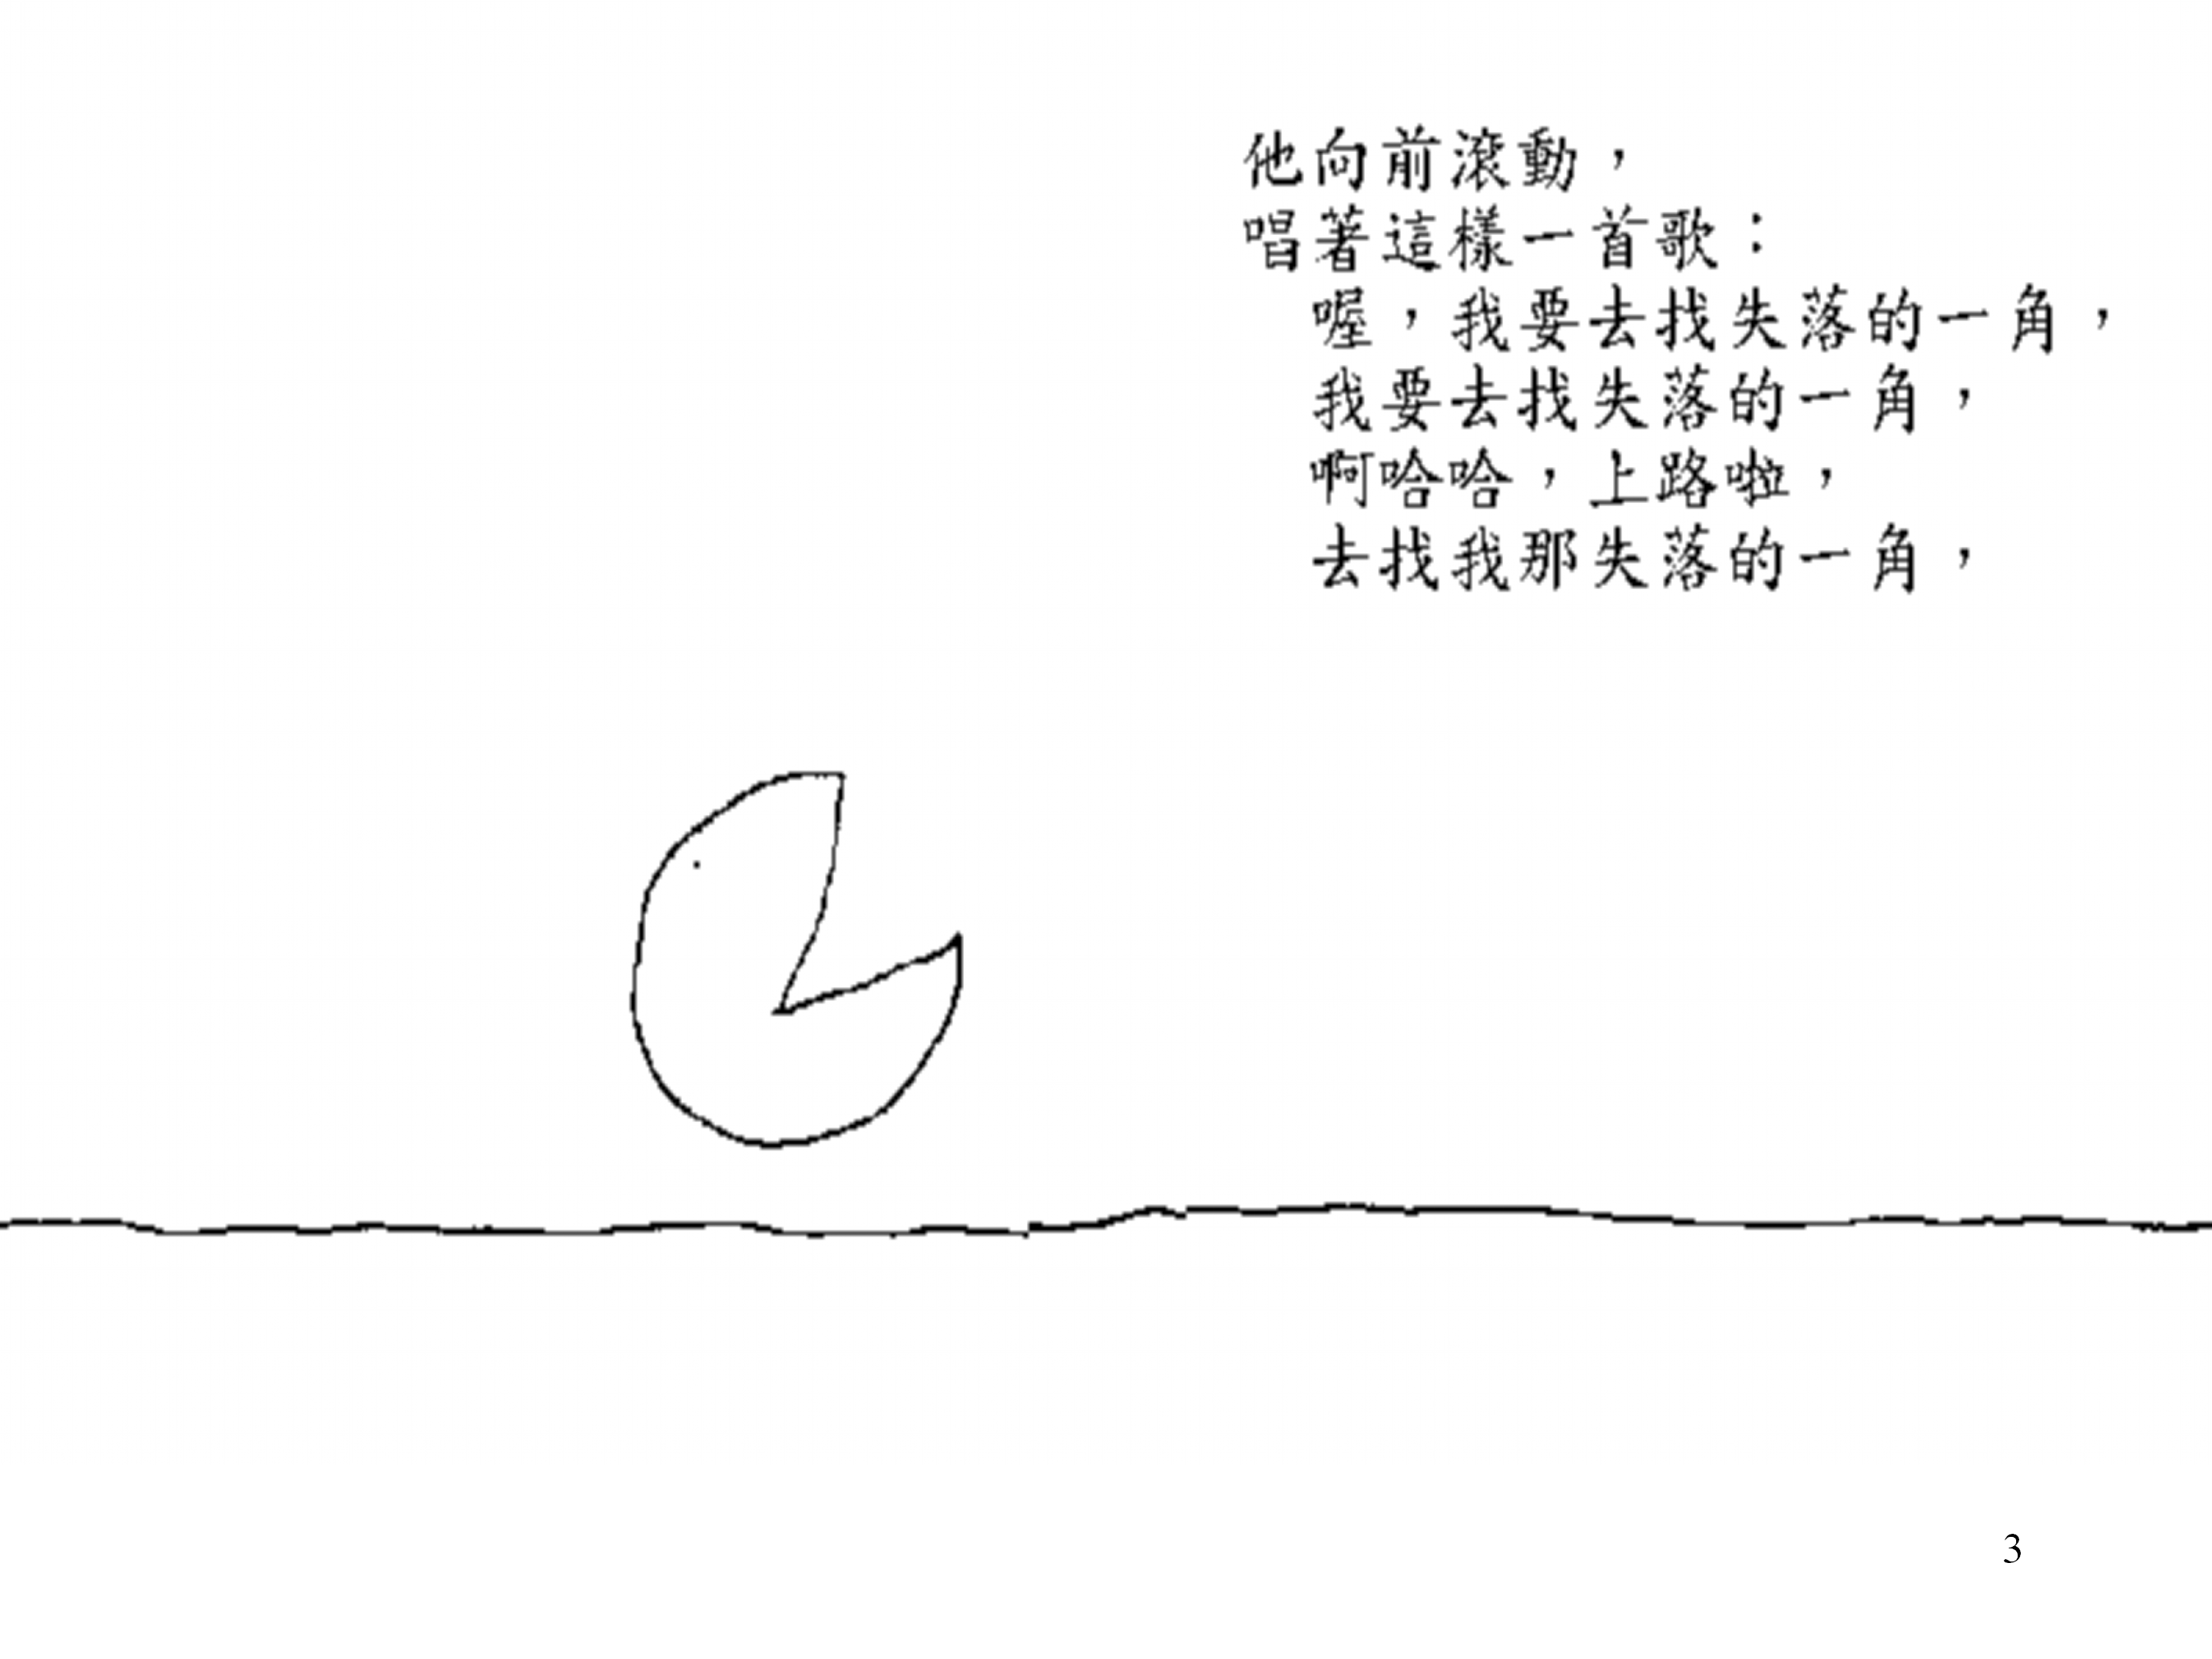 他向前滾動，
唱著這樣一首歌：
喔，我要去找失落的一角，
我要去找失落的一角，
啊哈哈，上路啦，
去找我那失落的一角，
3